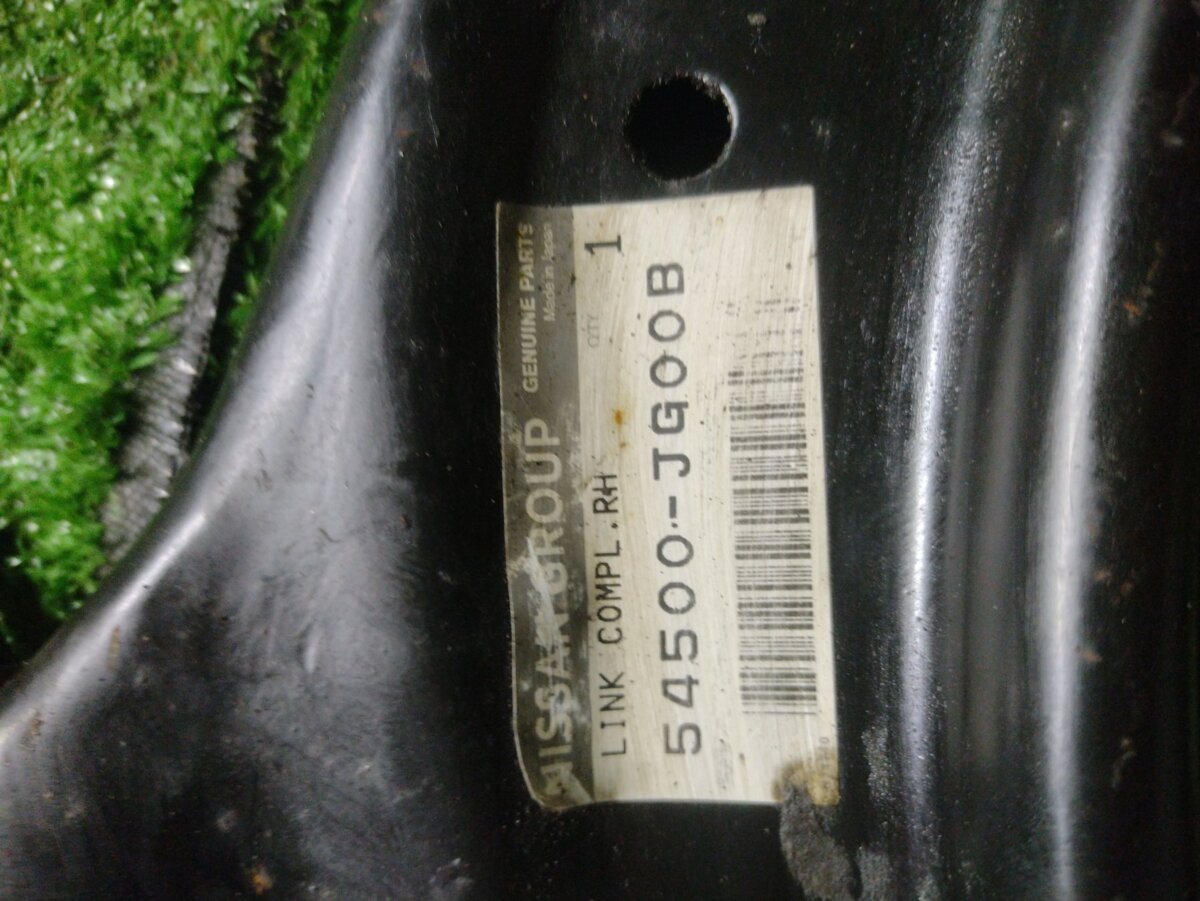 NISSAN GROUP GENUINE PARTS
Made in Japan
LINK COMPL.RH QTY 1
54500-JG00B